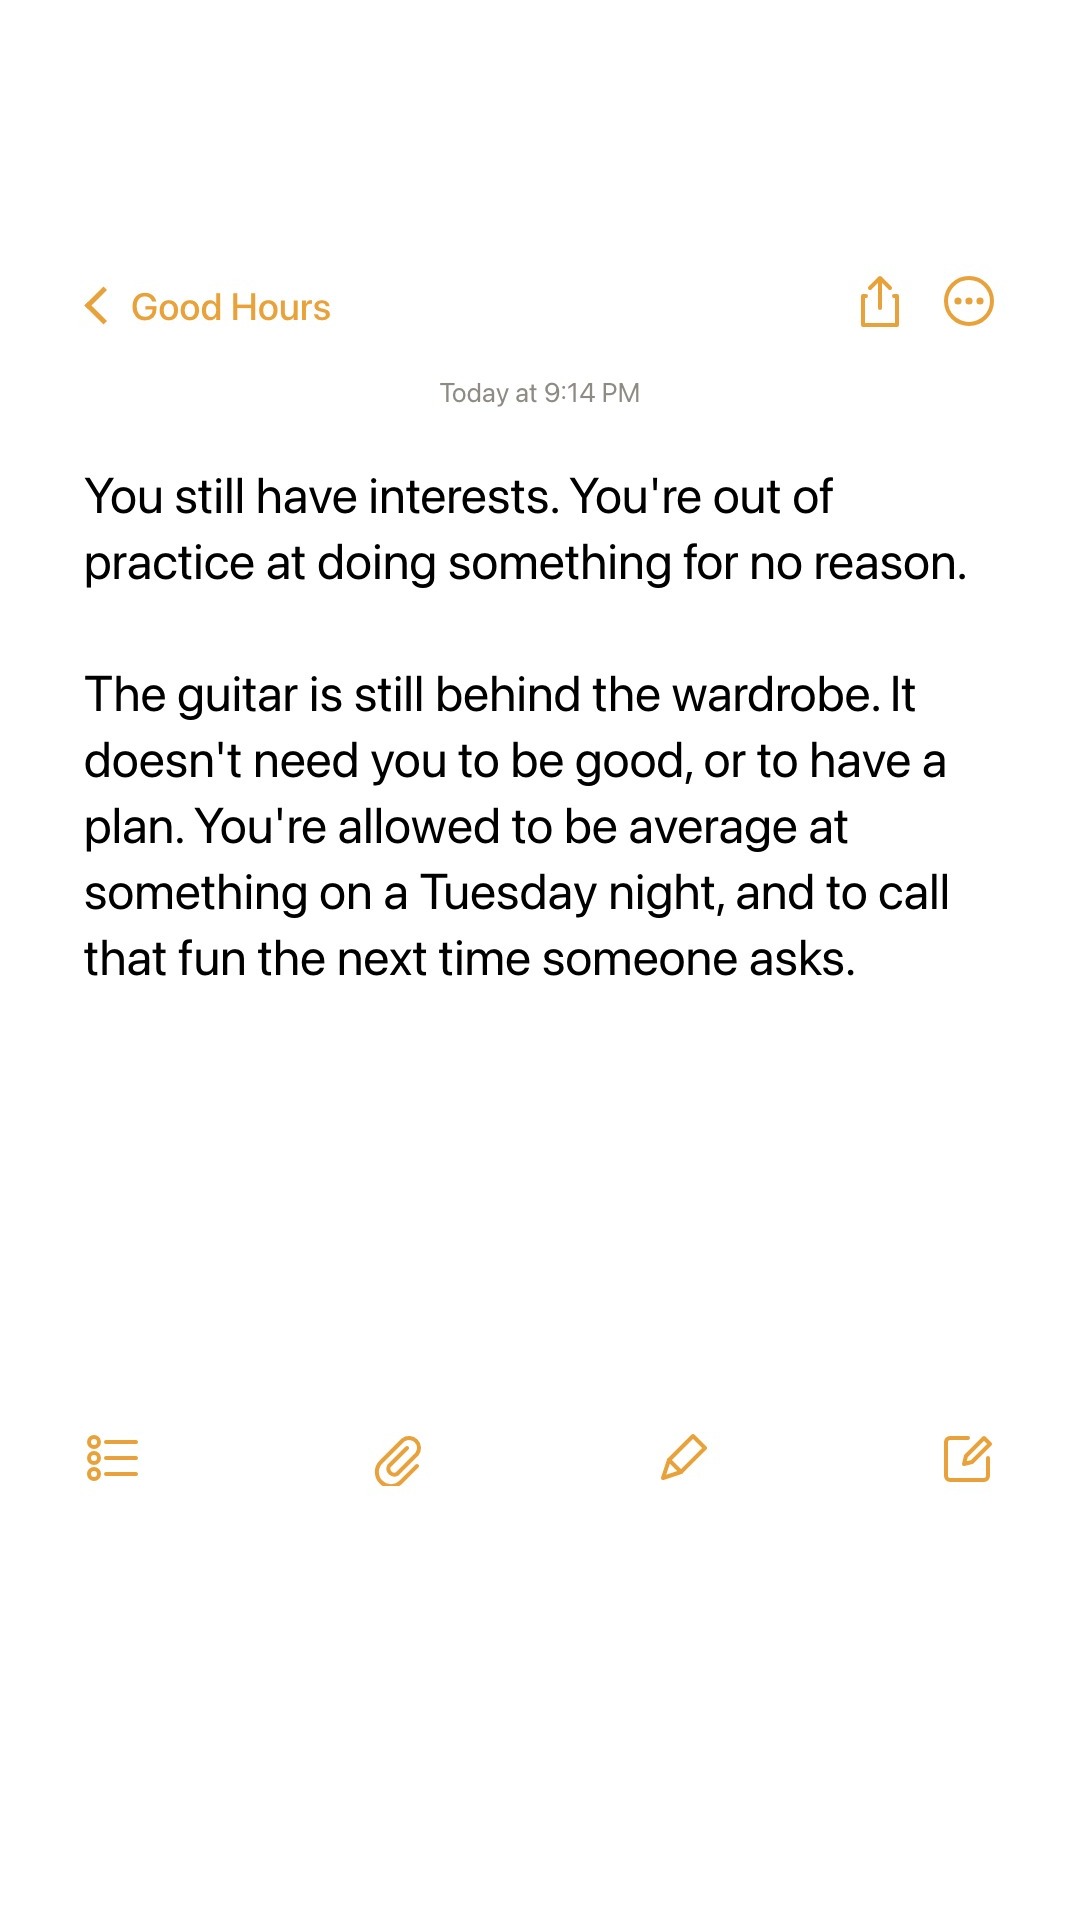 Good Hours
Today at 9:14 PM
You still have interests. You're out of
practice at doing something for no reason.
The guitar is still behind the wardrobe. It
doesn't need you to be good, or to have a
plan. You're allowed to be average at
something on a Tuesday night, and to call
that fun the next time someone asks.